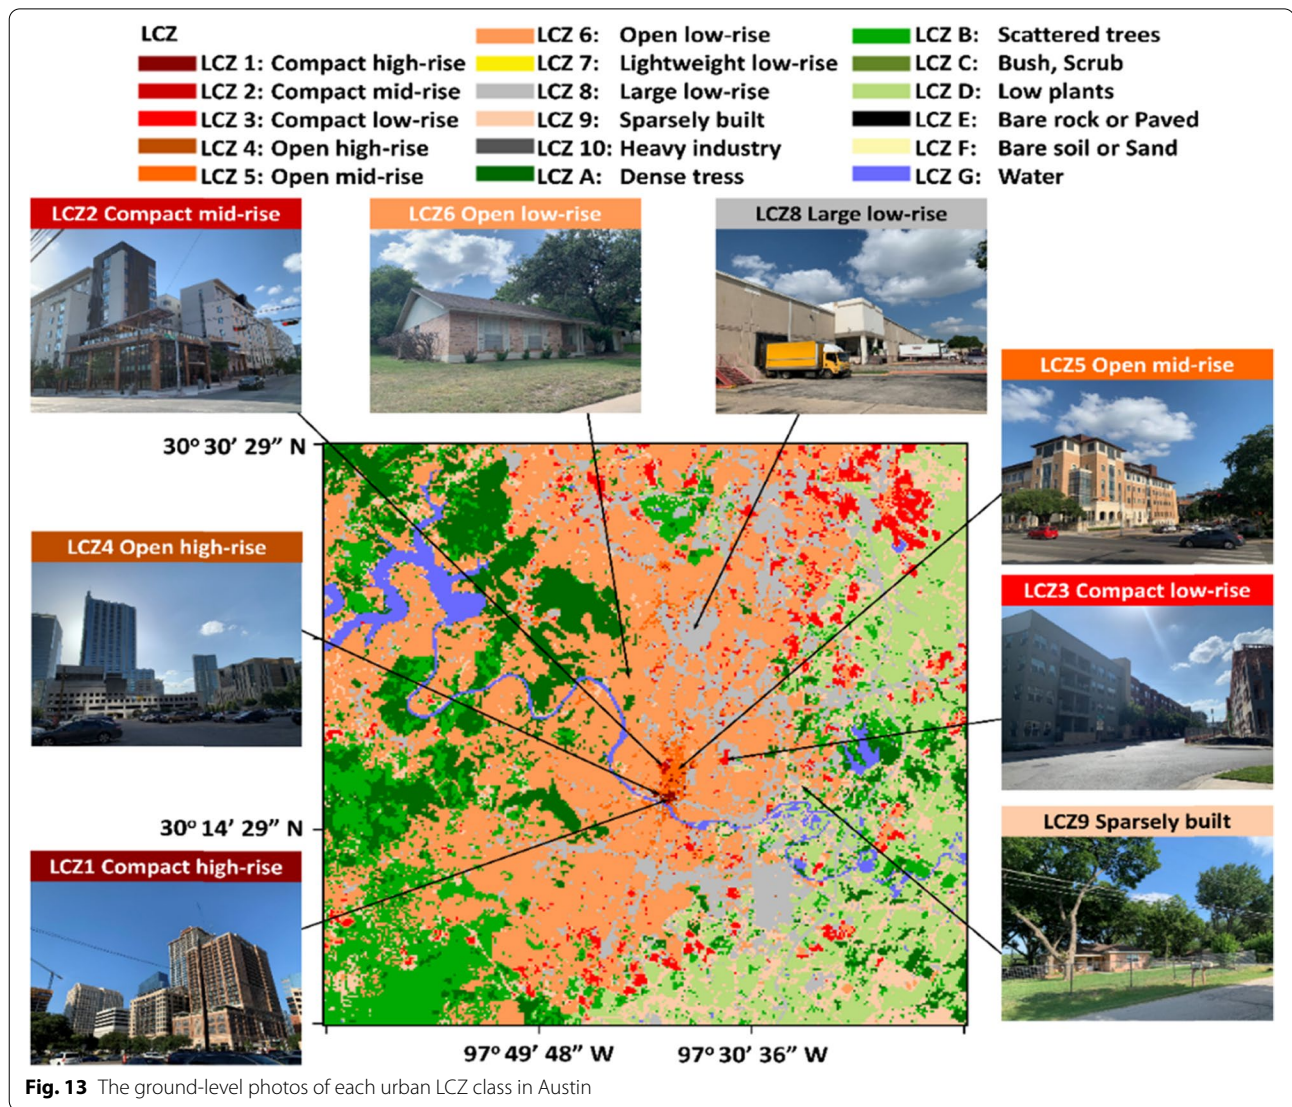 LCZ
LCZ 1: Compact high-rise
LCZ 2: Compact mid-rise
LCZ 3: Compact low-rise
LCZ 4: Open high-rise
LCZ 5: Open mid-rise
LCZ 6: Open low-rise
LCZ 7: Lightweight low-rise
LCZ 8: Large low-rise
LCZ 9: Sparsely built
LCZ 10: Heavy industry
LCZ A: Dense tress
LCZ B: Scattered trees
LCZ C: Bush, Scrub
LCZ D: Low plants
LCZ E: Bare rock or Paved
LCZ F: Bare soil or Sand
LCZ G: Water
LCZ2 Compact mid-rise
LCZ6 Open low-rise
LCZ8 Large low-rise
LCZ5 Open mid-rise
30° 30' 29” N
LCZ4 Open high-rise
LCZ3 Compact low-rise
LCZ9 Sparsely built
30° 14' 29” N
LCZ1 Compact high-rise
97° 49' 48” W
97° 30' 36” W
Fig. 13 The ground-level photos of each urban LCZ class in Austin